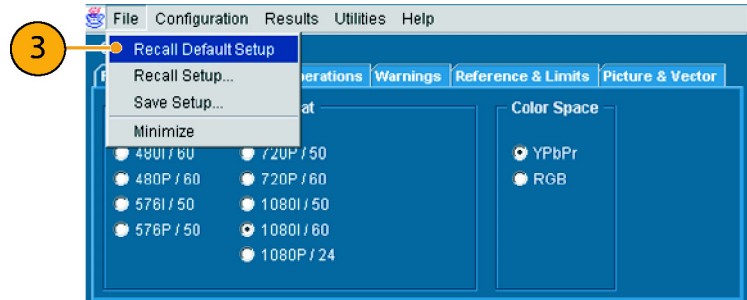 File Configuration Results Utilities Help
3
Recall Default Setup
Recall Setup...
Save Setup...
Minimize
erations Warnings Reference & Limits Picture & Vector
at
Color Space
480I / 60 720P / 50
480P / 60 720P / 60
576I / 50 1080I / 50
576P / 50 1080I / 60
1080P / 24
YPbPr
RGB